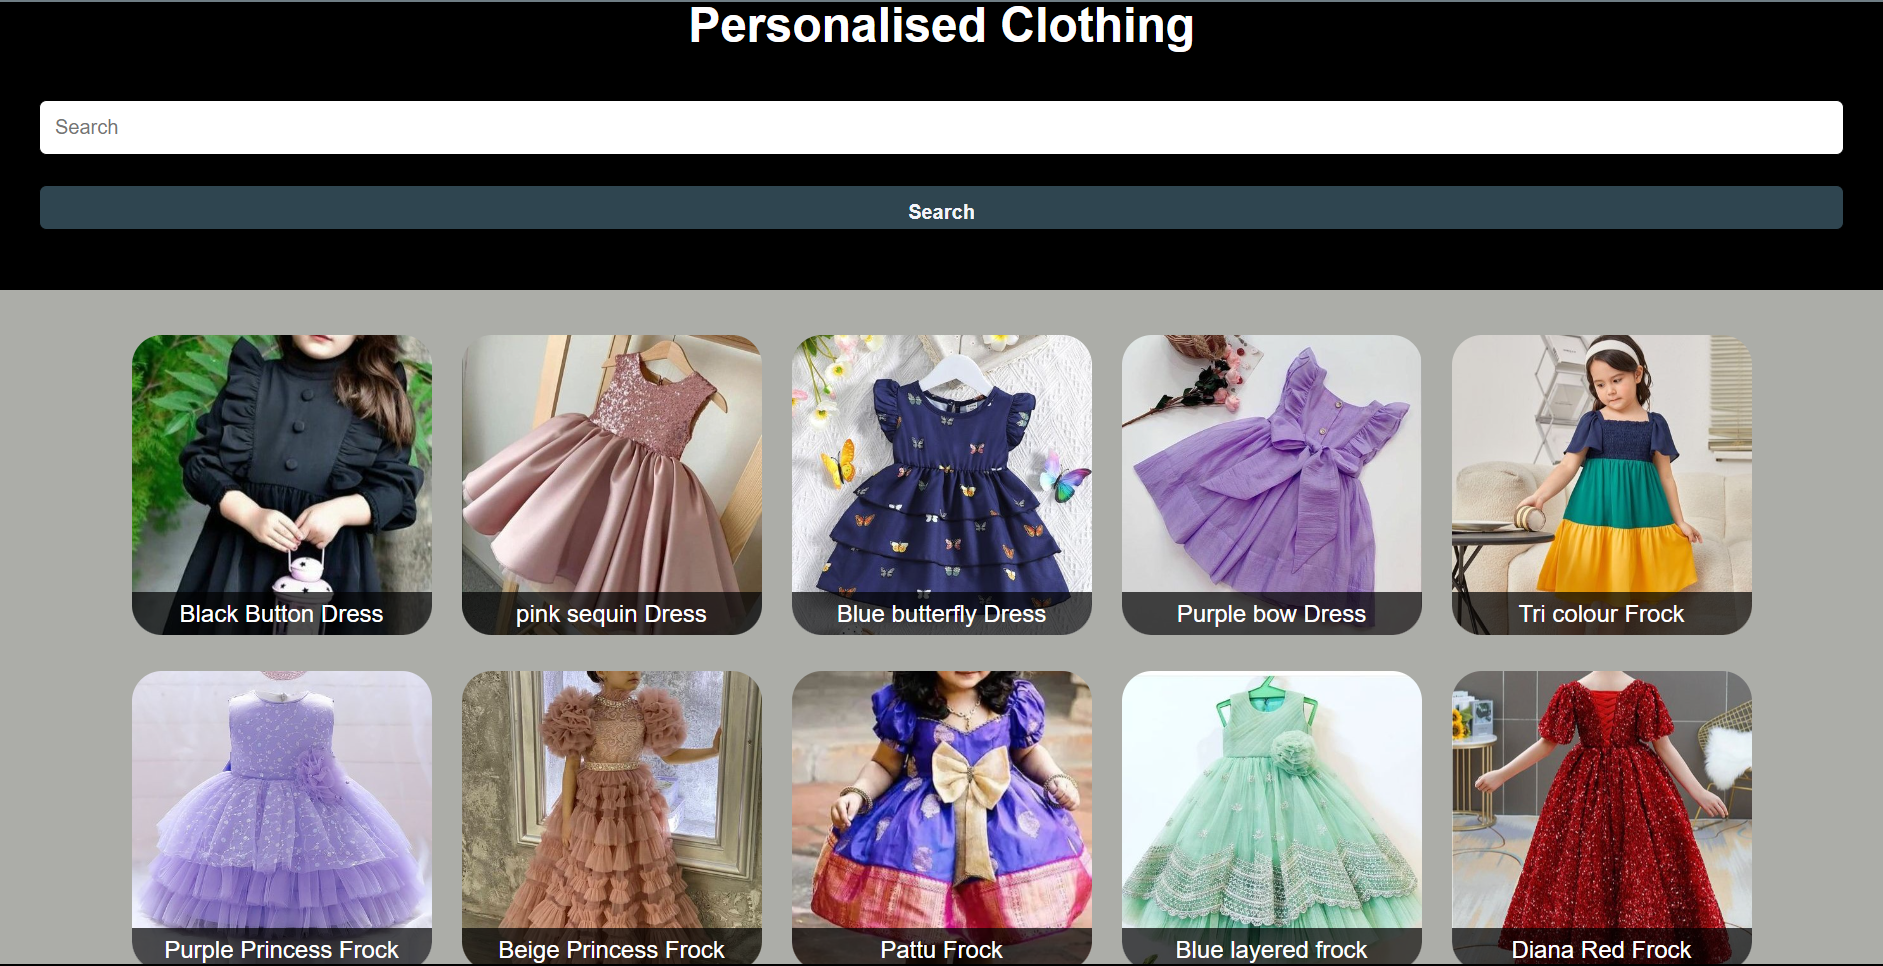 Personalised Clothing
Search
Search
Black Button Dress
pink sequin Dress
Blue butterfly Dress
Purple bow Dress
Tri colour Frock
Purple Princess Frock
Beige Princess Frock
Pattu Frock
Blue layered frock
Diana Red Frock